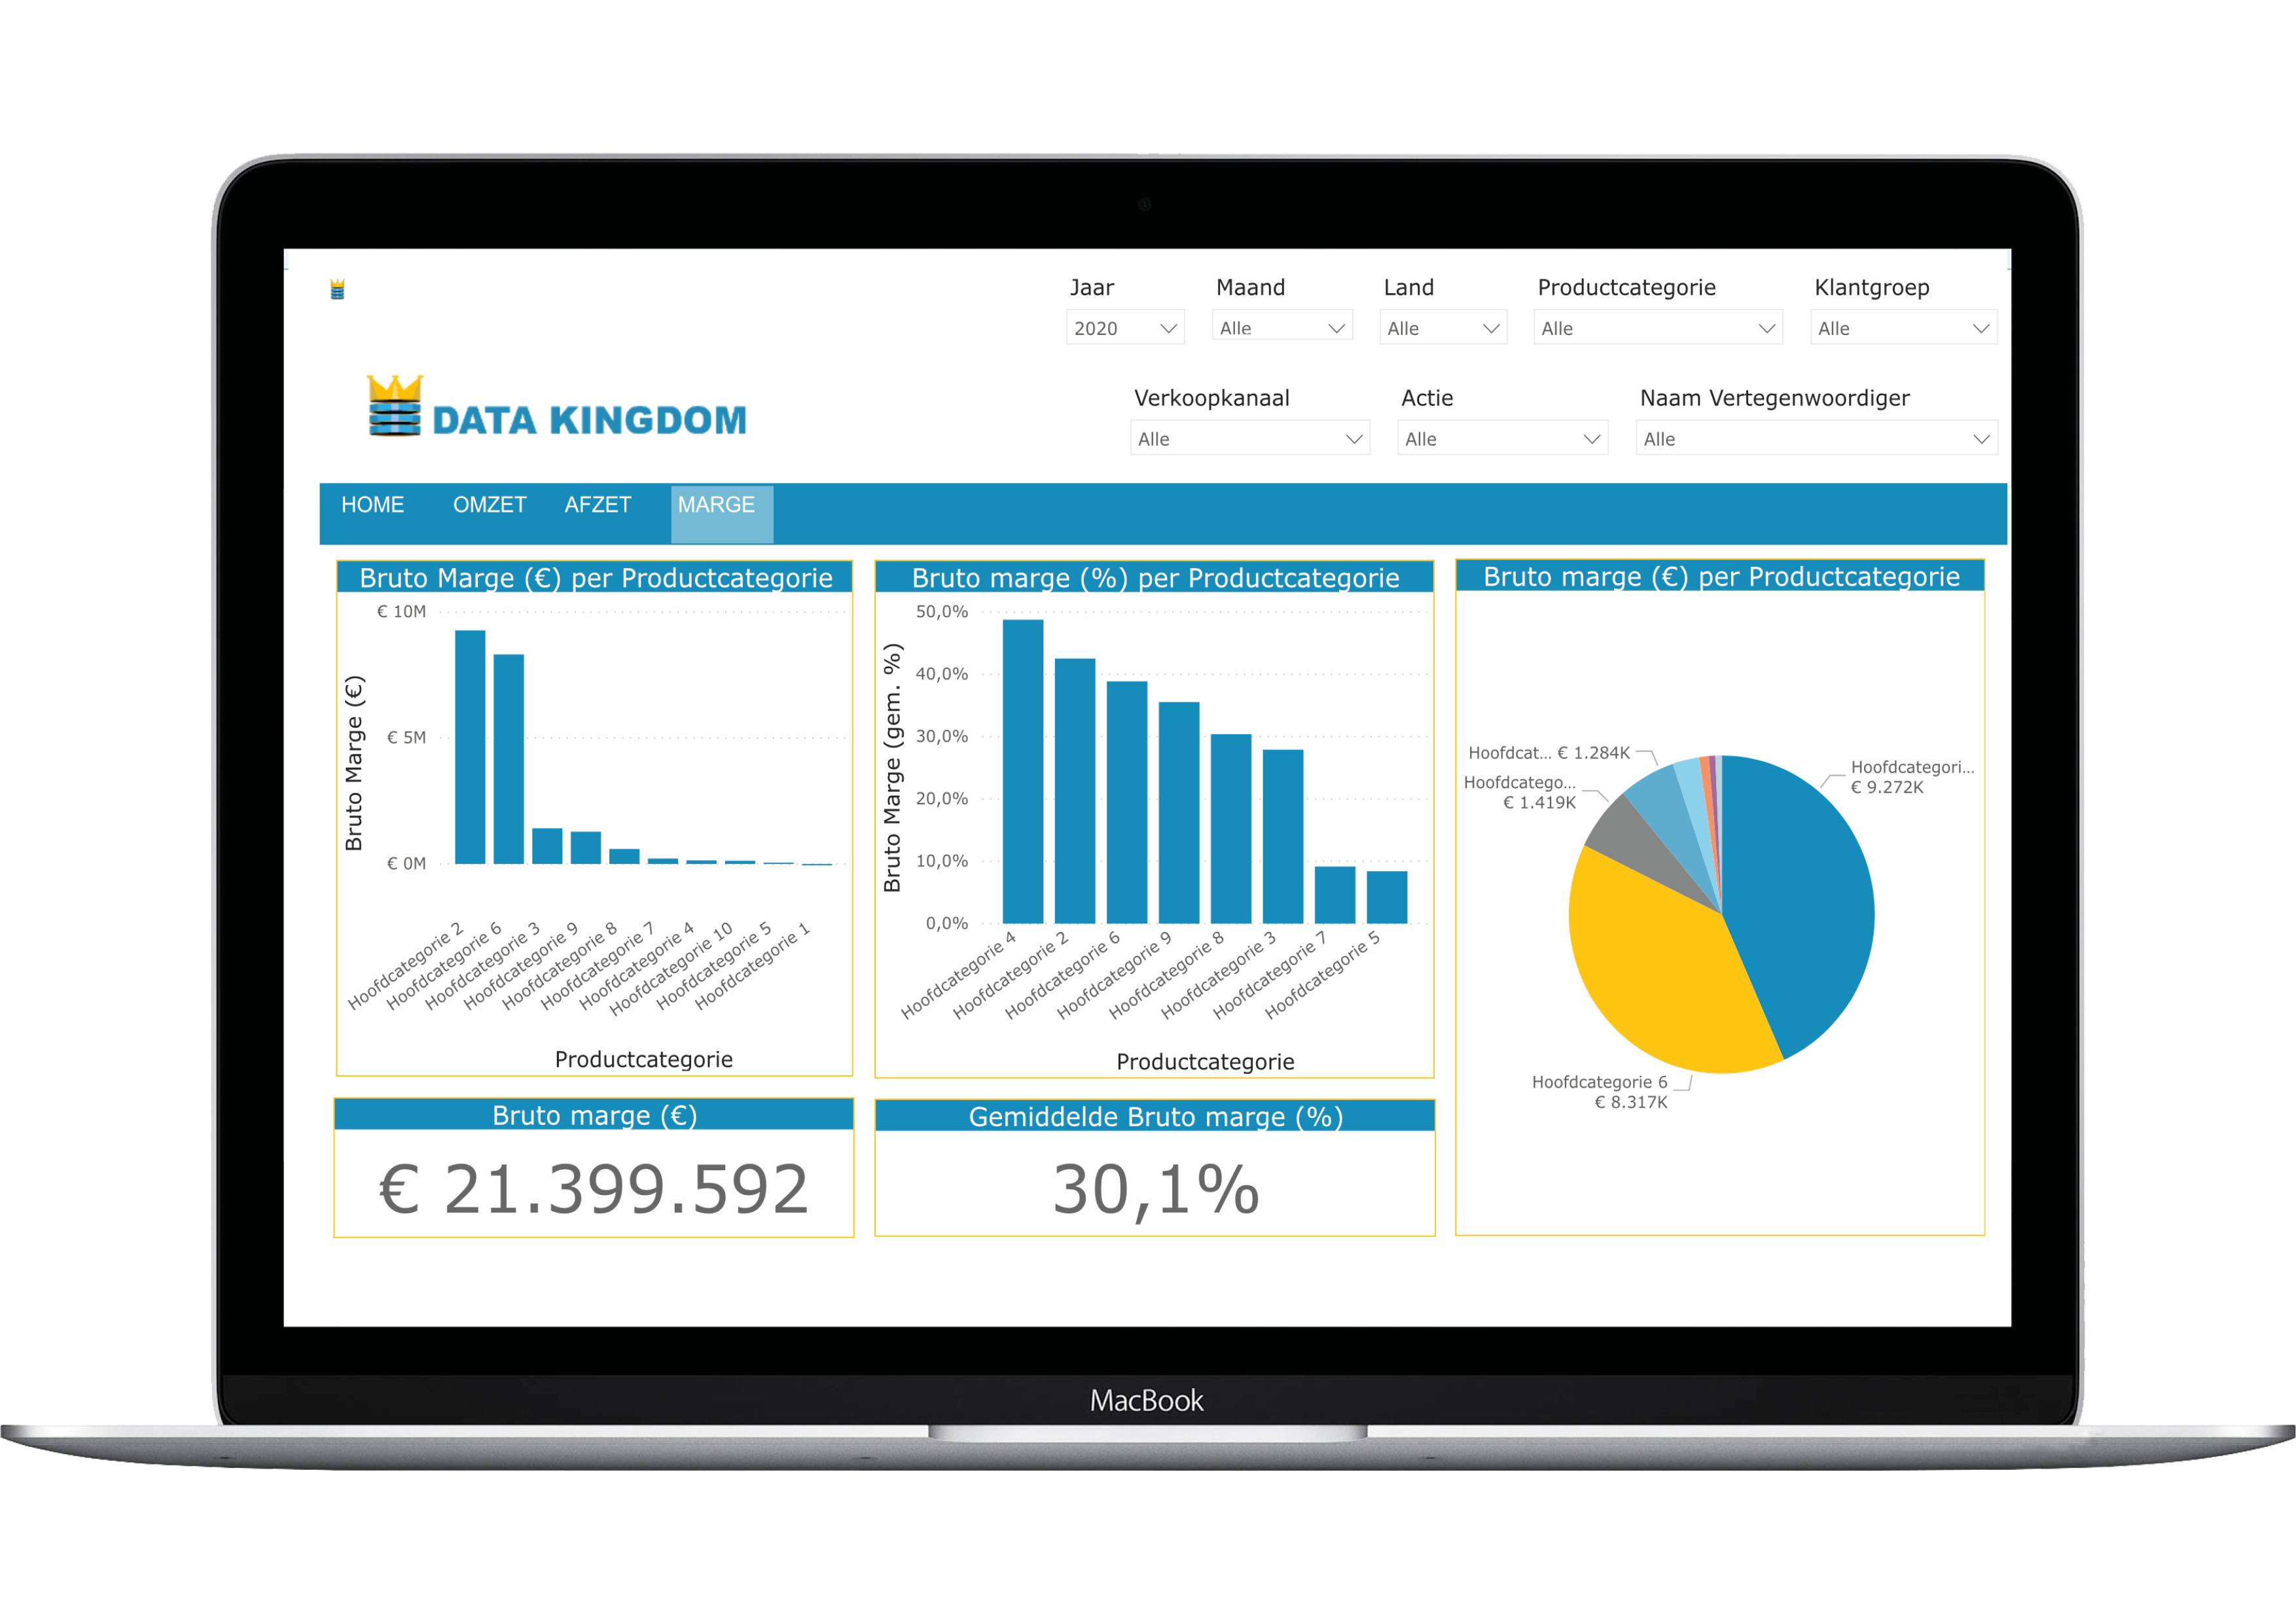 Jaar
Maand
Land
Productcategorie
Klantgroep
2020
Alle
Alle
Alle
Alle
DATA KINGDOM
Verkoopkanaal
Actie
Naam Vertegenwoordiger
Alle
Alle
Alle
HOME
OMZET
AFZET
MARGE
Bruto Marge (€) per Productcategorie
Bruto Marge (€)
€ 10M
€ 5M
€ 0M
Hoofdcategorie 2
Hoofdcategorie 6
Hoofdcategorie 3
Hoofdcategorie 9
Hoofdcategorie 8
Hoofdcategorie 7
Hoofdcategorie 4
Hoofdcategorie 10
Hoofdcategorie 5
Hoofdcategorie 1
Productcategorie
Bruto marge (%) per Productcategorie
Bruto Marge (gem. %)
50,0%
40,0%
30,0%
20,0%
10,0%
0,0%
Hoofdcategorie 4
Hoofdcategorie 2
Hoofdcategorie 6
Hoofdcategorie 9
Hoofdcategorie 8
Hoofdcategorie 3
Hoofdcategorie 7
Hoofdcategorie 5
Productcategorie
Bruto marge (€) per Productcategorie
Hoofdcat... € 1.284K
Hoofdcatego...
€ 1.419K
Hoofdcategori...
€ 9.272K
Hoofdcategorie 6
€ 8.317K
Bruto marge (€)
€ 21.399.592
Gemiddelde Bruto marge (%)
30,1%
MacBook